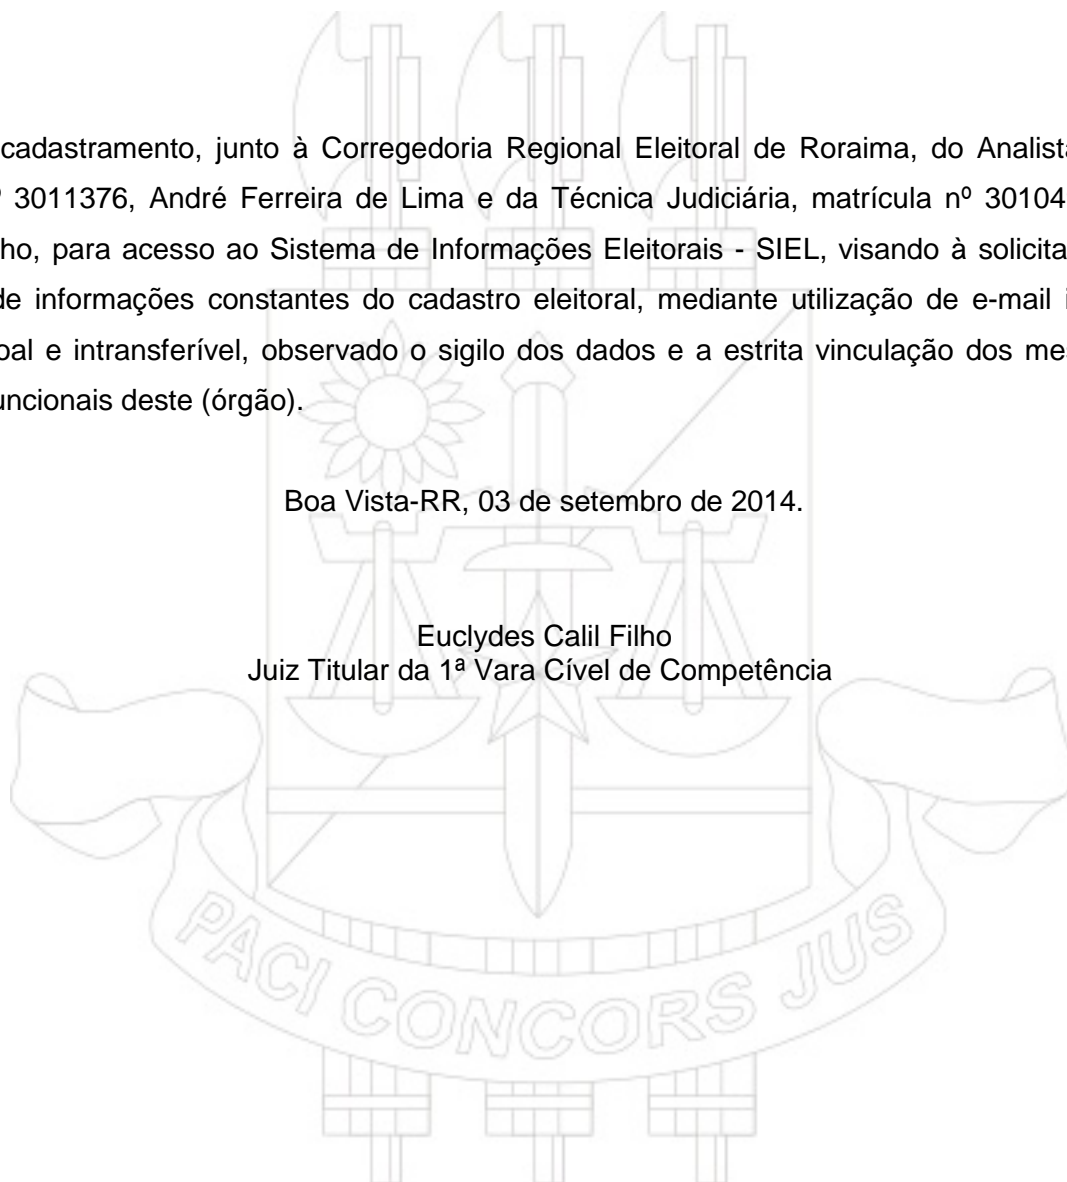 cadastramento, junto à Corregedoria Regional Eleitoral de Roraima, do Analista
º 3011376, André Ferreira de Lima e da Técnica Judiciária, matrícula nº 30104
ho, para acesso ao Sistema de Informações Eleitorais - SIEL, visando à solicita
de informações constantes do cadastro eleitoral, mediante utilização de e-mail i
oal e intransferível, observado o sigilo dos dados e a estrita vinculação dos mes
uncionais deste (órgão).
Boa Vista-RR, 03 de setembro de 2014.
Euclydes Calil Filho
Juiz Titular da 1ª Vara Cível de Competência
PACI CONCORS JUS